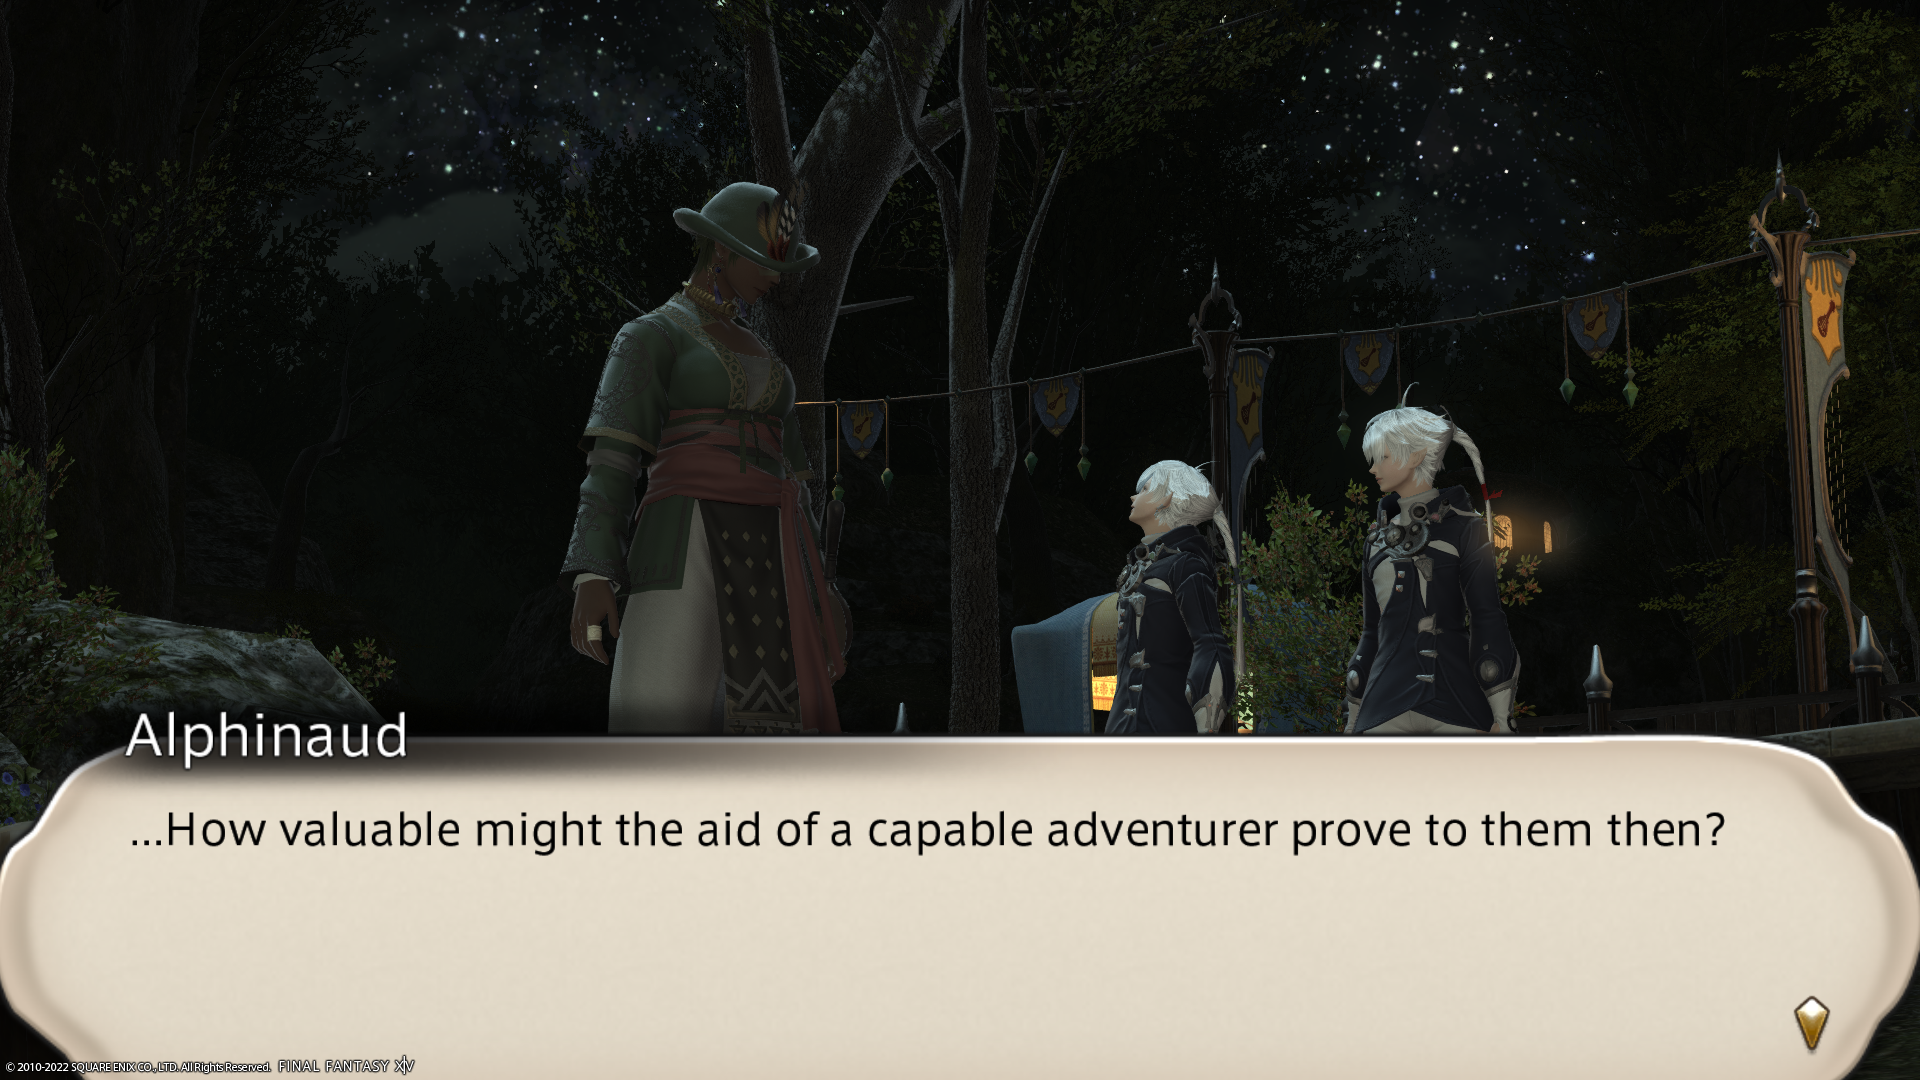 Alphinaud
...How valuable might the aid of a capable adventurer prove to them then?
© 2010-2022 SQUARE ENIX CO., LTD. All Rights Reserved. FINAL FANTASY XIV